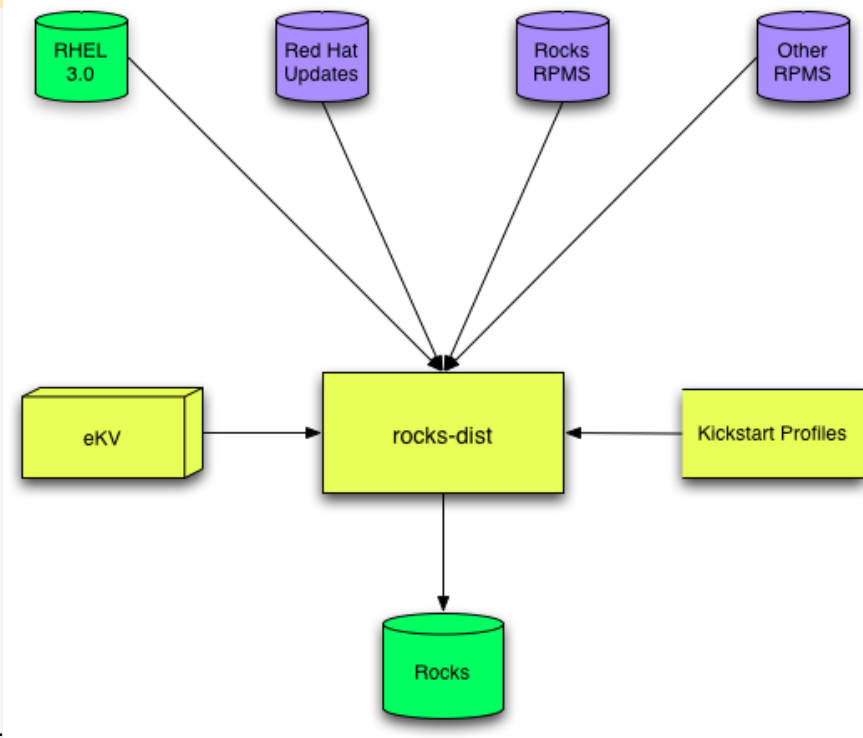 RHEL
3.0
Red Hat
Updates
Rocks
RPMS
Other
RPMS
eKV
rocks-dist
Kickstart Profiles
Rocks